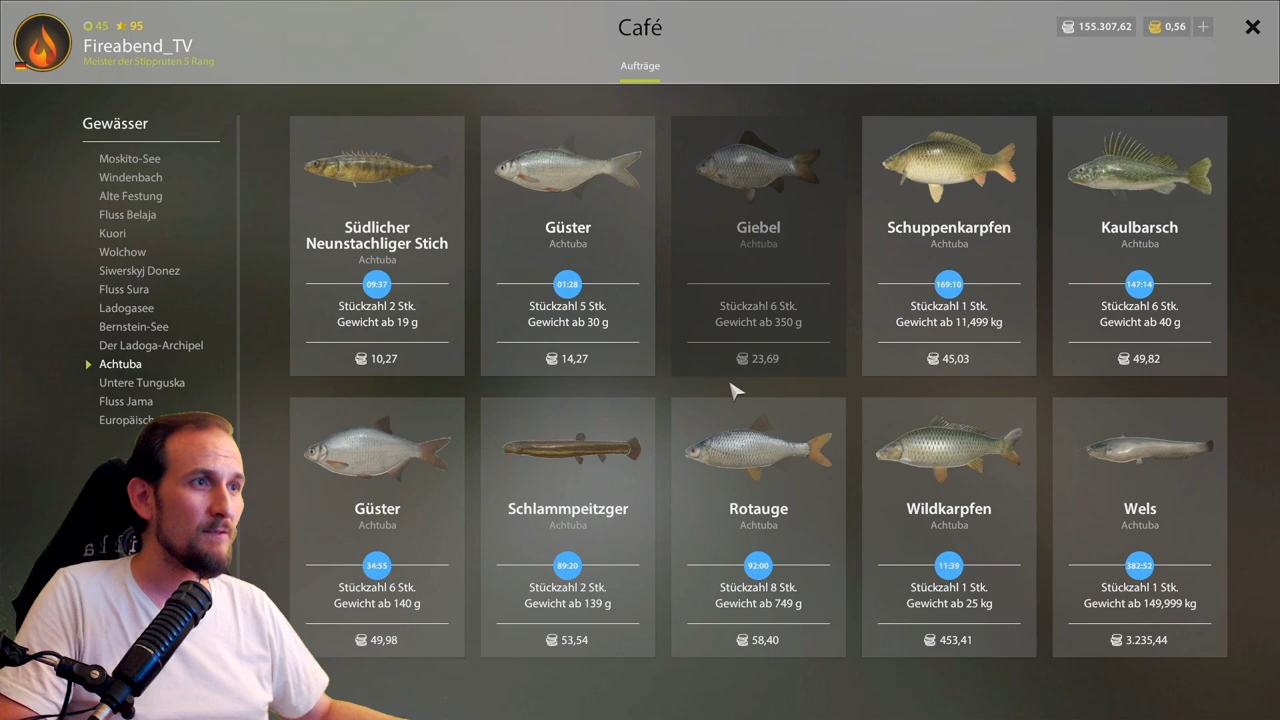 45 95
Fireabend_TV
Meister der Stippruten 5 Rang
Café
Aufträge
155.307,62
0,56
Gewässer
Moskito-See
Windenbach
Alte Festung
Fluss Belaja
Kuori
Wolchow
Siwerskyj Donez
Fluss Sura
Ladogasee
Bernstein-See
Der Ladoga-Archipel
Achtuba
Untere Tunguska
Fluss Jama
Europäisch
Südlicher
Neunstachliger Stich
Achtuba
09:37
Stückzahl 2 Stk.
Gewicht ab 19 g
10,27
Güster
Achtuba
01:28
Stückzahl 5 Stk.
Gewicht ab 30 g
14,27
Giebel
Achtuba
Stückzahl 6 Stk.
Gewicht ab 350 g
23,69
Schuppenkarpfen
Achtuba
169:10
Stückzahl 1 Stk.
Gewicht ab 11,499 kg
45,03
Kaulbarsch
Achtuba
147:14
Stückzahl 6 Stk.
Gewicht ab 40 g
49,82
Güster
Achtuba
34:55
Stückzahl 6 Stk.
Gewicht ab 140 g
49,98
Schlammpeitzger
Achtuba
89:20
Stückzahl 2 Stk.
Gewicht ab 139 g
53,54
Rotauge
Achtuba
92:00
Stückzahl 8 Stk.
Gewicht ab 749 g
58,40
Wildkarpfen
Achtuba
11:39
Stückzahl 1 Stk.
Gewicht ab 25 kg
453,41
Wels
Achtuba
382:52
Stückzahl 1 Stk.
Gewicht ab 149,999 kg
3.235,44